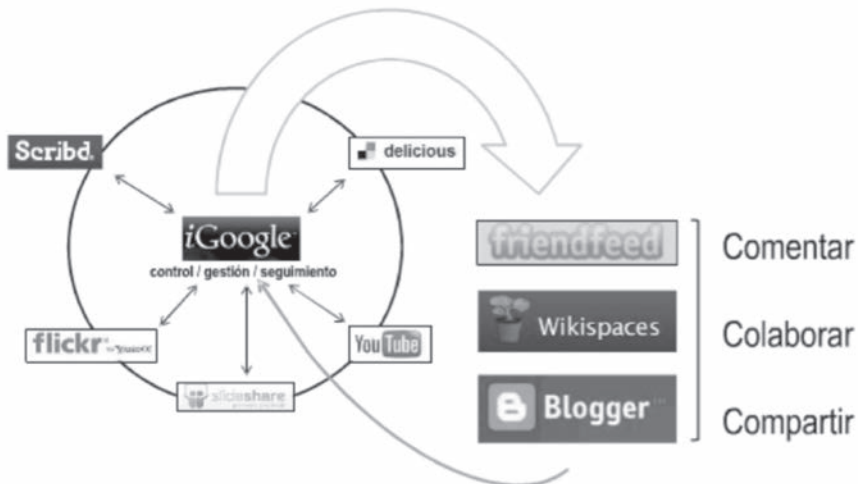 Scribd.
delicious
iGoogle
control / gestión / seguimiento
flickr
YouTube
slideshare
friendfeed
Wikispaces
Blogger
Comentar
Colaborar
Compartir